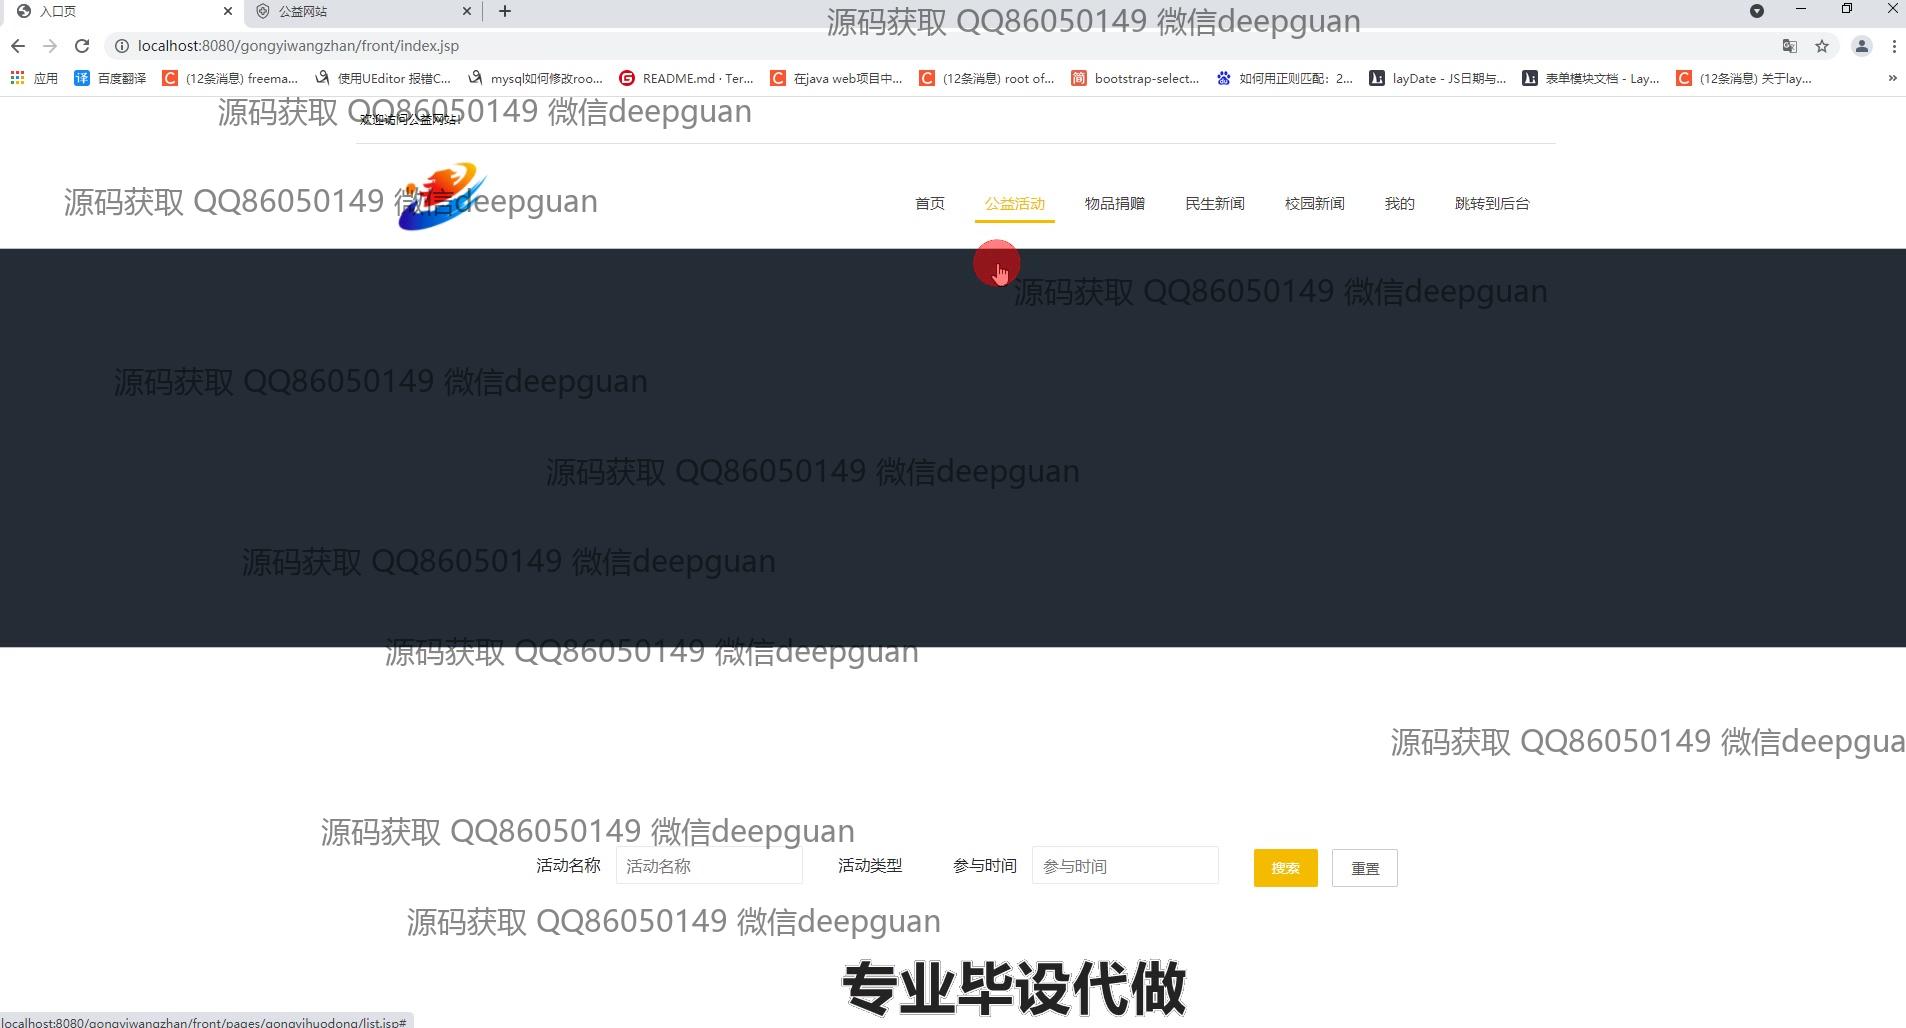 入口页
公益网站
源码获取 QQ86050149 微信deepguan
localhost:8080/gongyiwangzhan/front/index.jsp
应用
百度翻译
(12条消息) freema...
使用UEditor 报错C...
mysql如何修改roo...
README.md · Ter...
在java web项目中...
(12条消息) root of...
bootstrap-select...
如何用正则匹配：2...
layDate - JS日期与...
表单模块文档 - Lay...
(12条消息) 关于lay...
源码获取 QQ86050149 微信deepguan
欢迎访问公益网站!
源码获取 QQ86050149 微信deepguan
首页
公益活动
物品捐赠
民生新闻
校园新闻
我的
跳转到后台
源码获取 QQ86050149 微信deepguan
源码获取 QQ86050149 微信deepguan
源码获取 QQ86050149 微信deepguan
源码获取 QQ86050149 微信deepguan
源码获取 QQ86050149 微信deepguan
源码获取 QQ86050149 微信deepgua
源码获取 QQ86050149 微信deepguan
活动名称
活动名称
活动类型
参与时间
参与时间
搜索
重置
源码获取 QQ86050149 微信deepguan
专业毕设代做
localhost:8080/gongyiwangzhan/front/pages/gongyihuodong/list.jsp#